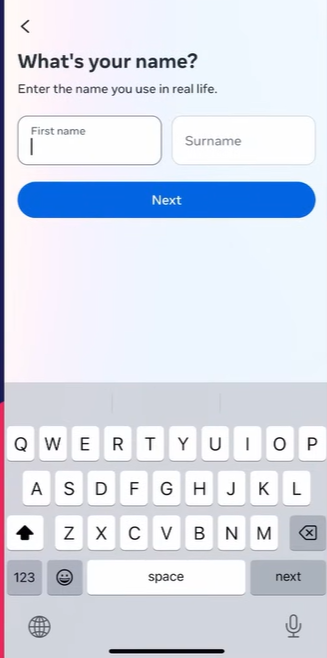 What's your name?
Enter the name you use in real life.
First name
Surname
Next
Q W E R T Y U I O P
A S D F G H J K L
Z X C V B N M
123 space next